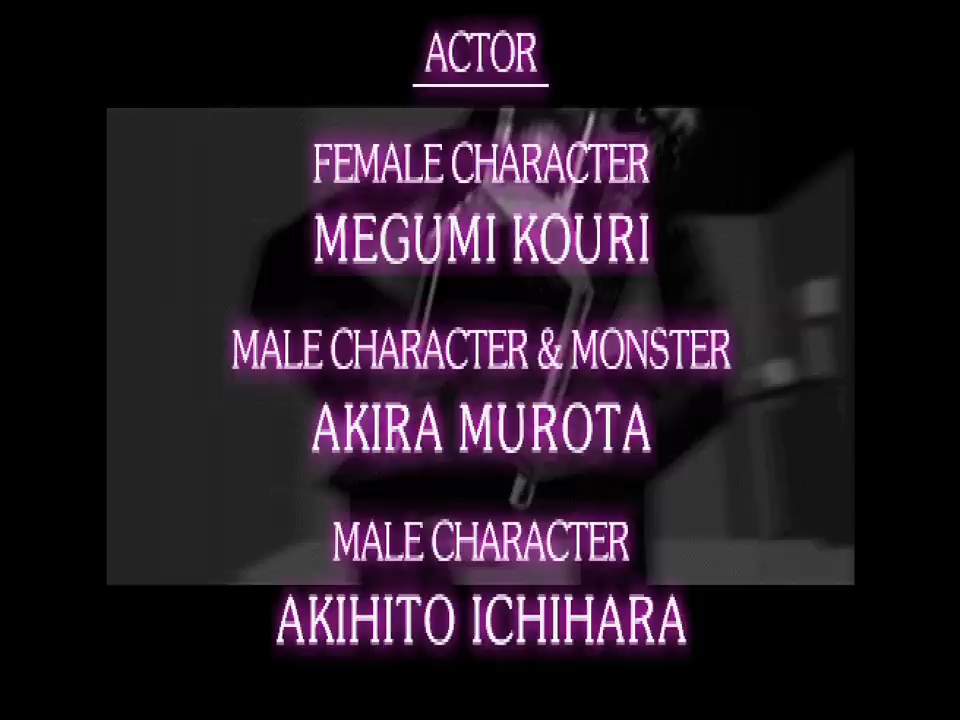 ACTOR
FEMALE CHARACTER
MEGUMI KOURI
MALE CHARACTER & MONSTER
AKIRA MUROTA
MALE CHARACTER
AKIHITO ICHIHARA